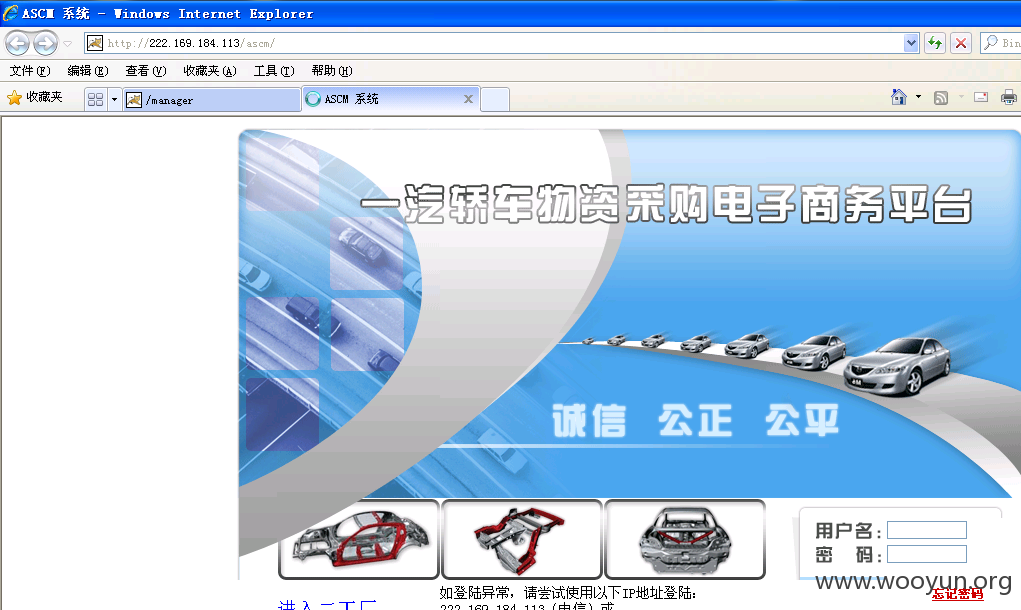 ASCM 系统 - Windows Internet Explorer
http://222.169.184.113/ascm/
Bin
文件(F) 编辑(E) 查看(V) 收藏夹(A) 工具(T) 帮助(H)
收藏夹 /manager ASCM 系统
一汽轿车物资采购电子商务平台
诚信 公正 公平
用户名:
密 码:
www.wooyun.org
忘记密码
如登陆异常，请尝试使用以下IP地址登陆:
进入二工厂
222.169.184.113（电信）或